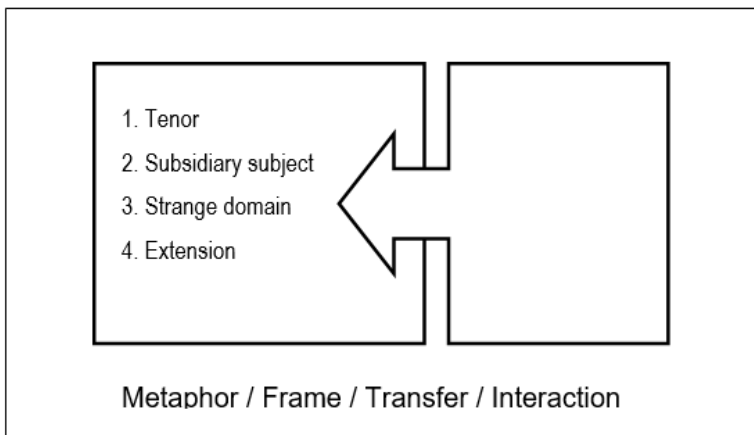 1. Tenor
2. Subsidiary subject
3. Strange domain
4. Extension
Metaphor / Frame / Transfer / Interaction